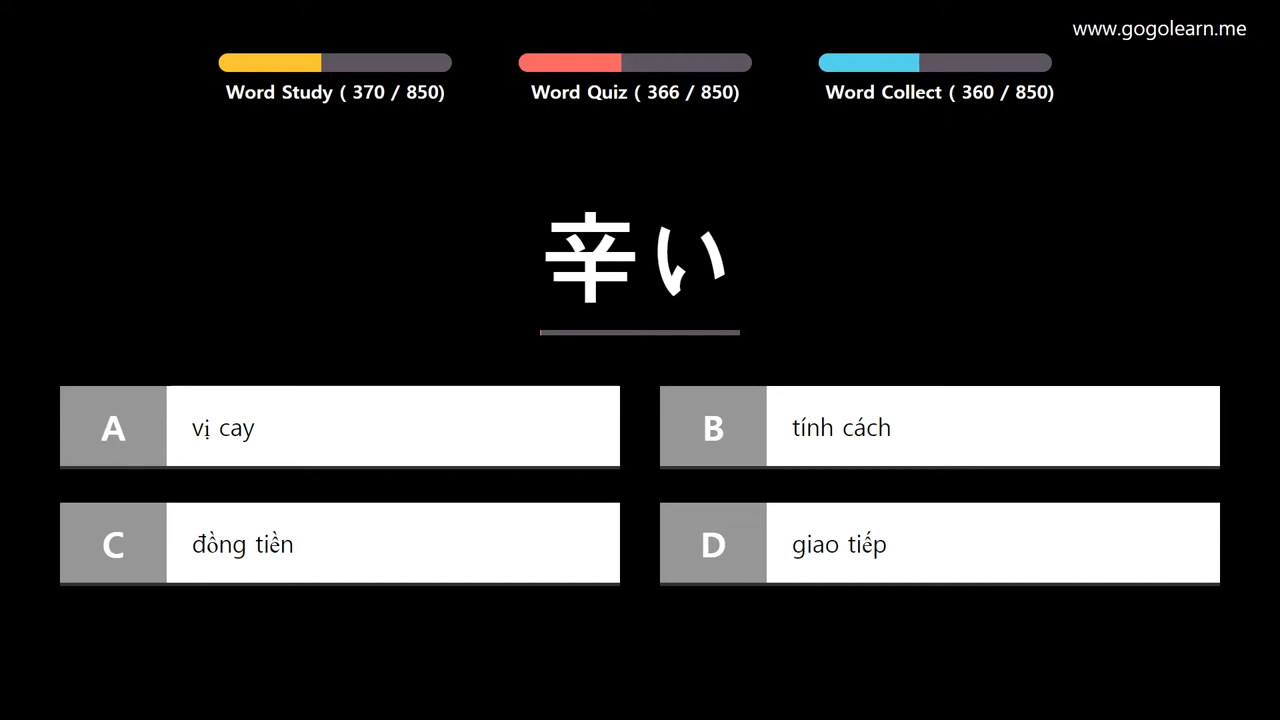 www.gogolearn.me
Word Study ( 370 / 850)
Word Quiz ( 366 / 850)
Word Collect ( 360 / 850)
辛い
A vị cay
B tính cách
C đồng tiền
D giao tiếp